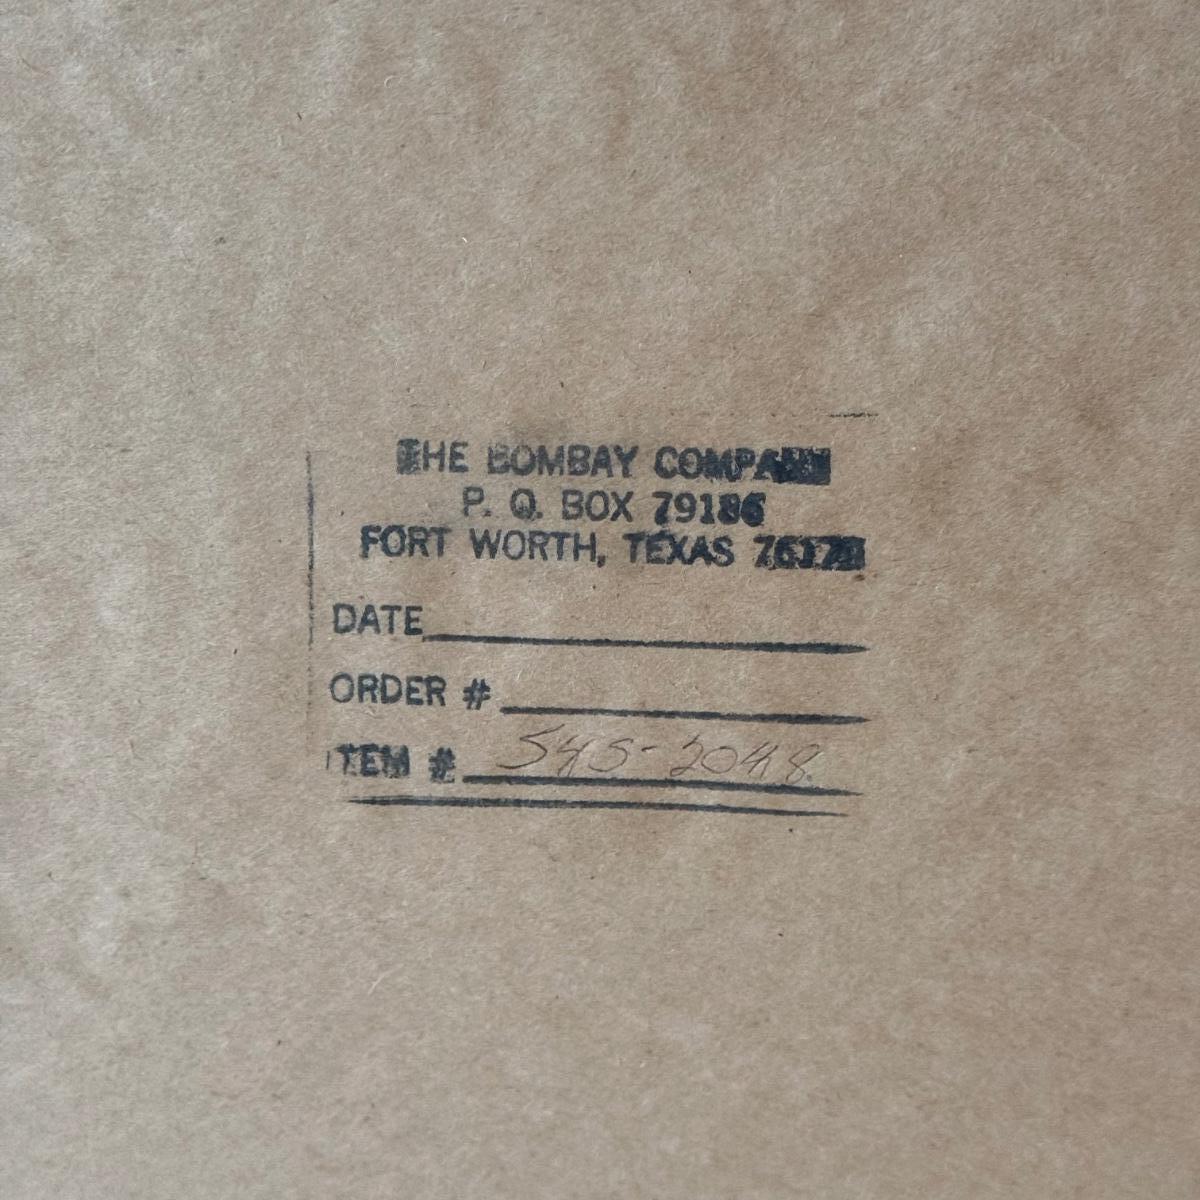 THE BOMBAY COMPANY
P. O. BOX 79186
FORT WORTH, TEXAS
DATE
ORDER #
ITEM # 545-2048